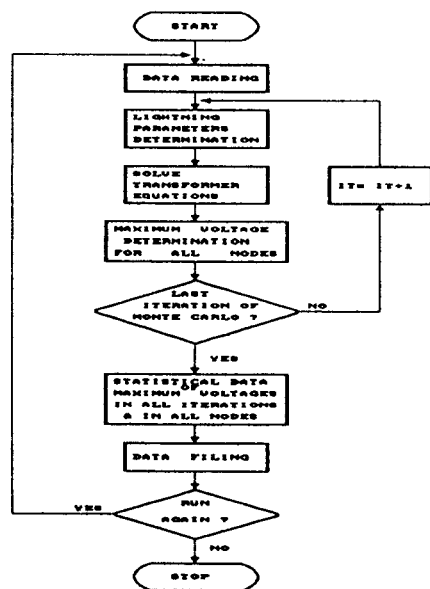 START
DATA READING
LIGHTNING
PARAMETERS
DETERMINATION
SOLVE
TRANSFORMER
EQUATIONS
IT= IT+1
MAXIMUM VOLTAGE
DETERMINATION
FOR ALL NODES
LAST
ITERATION OF
MONTE CARLO ?
NO
YES
STATISTICAL DATA
OF
MAXIMUM VOLTAGES
IN ALL ITERATIONS
& IN ALL NODES
DATA FILING
YES
RUN
AGAIN ?
NO
STOP